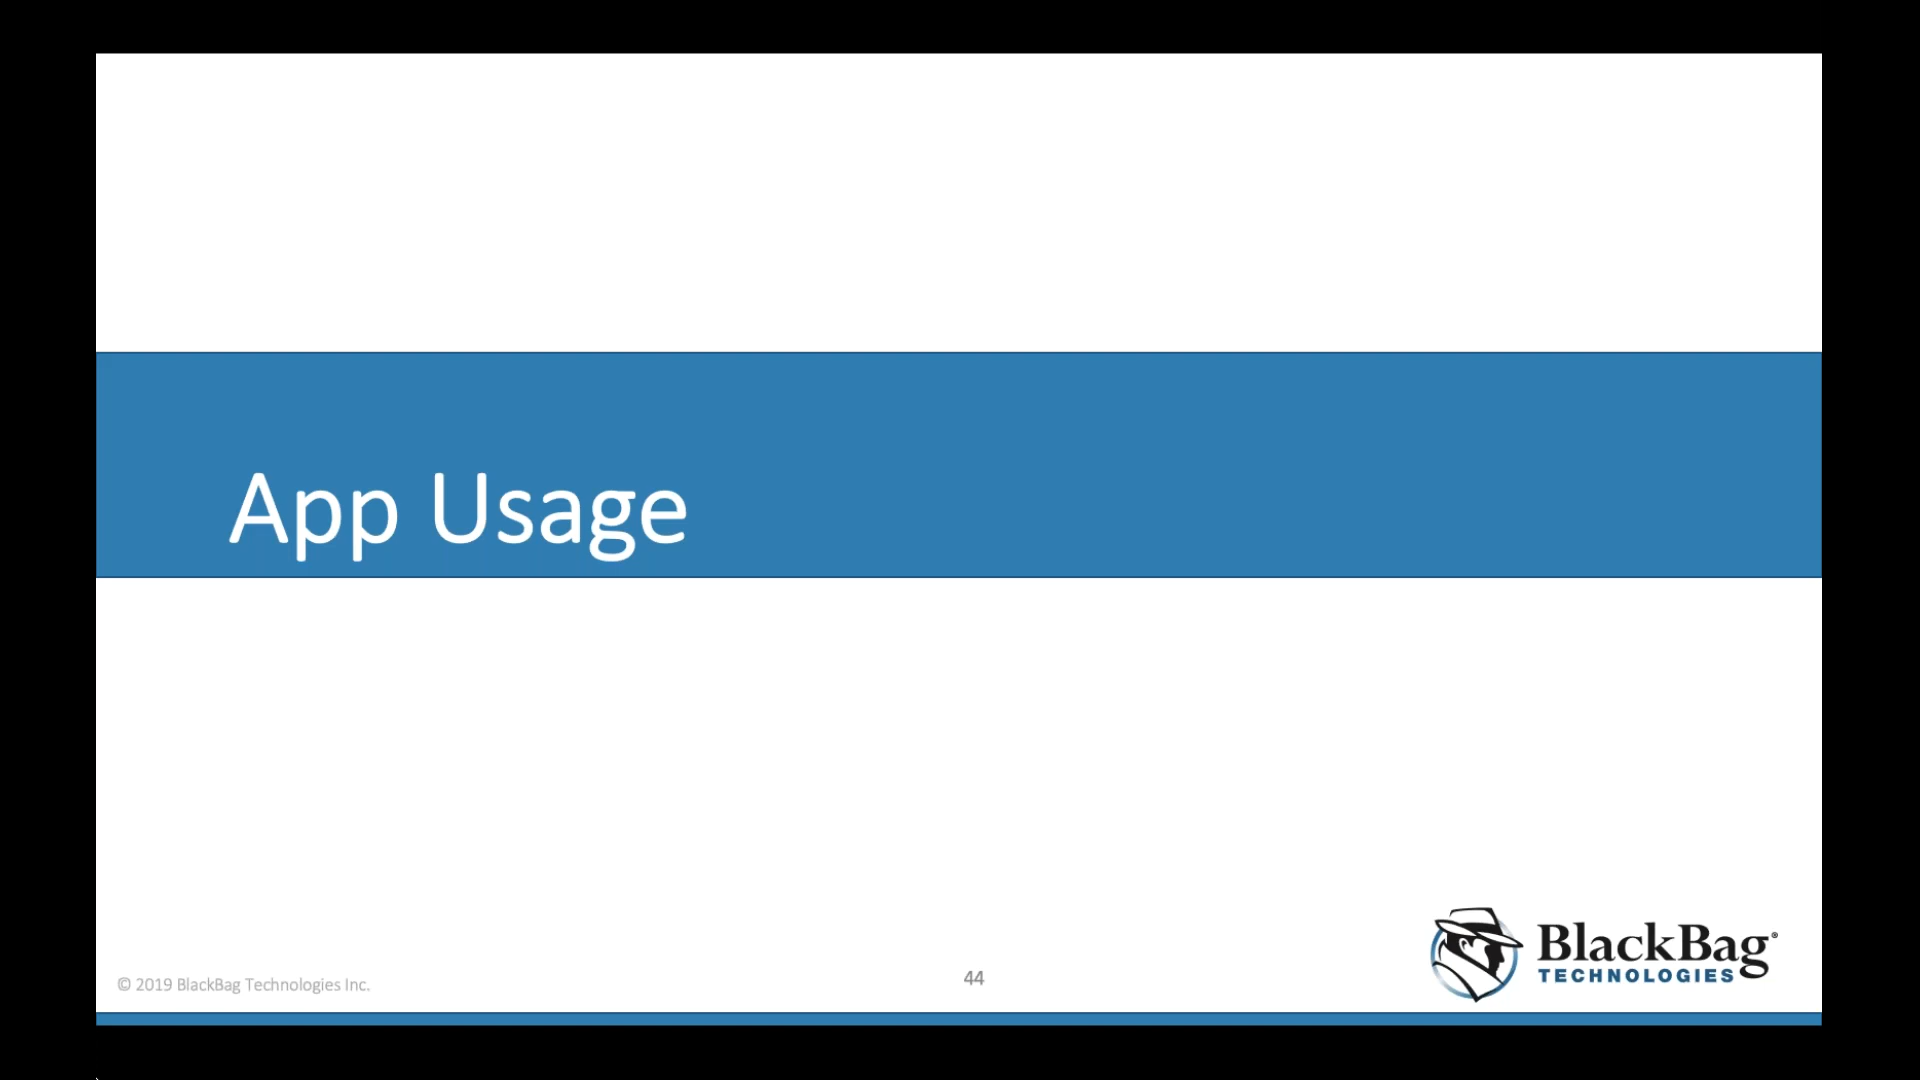 App Usage
© 2019 BlackBag Technologies Inc.
44
BlackBag®
TECHNOLOGIES